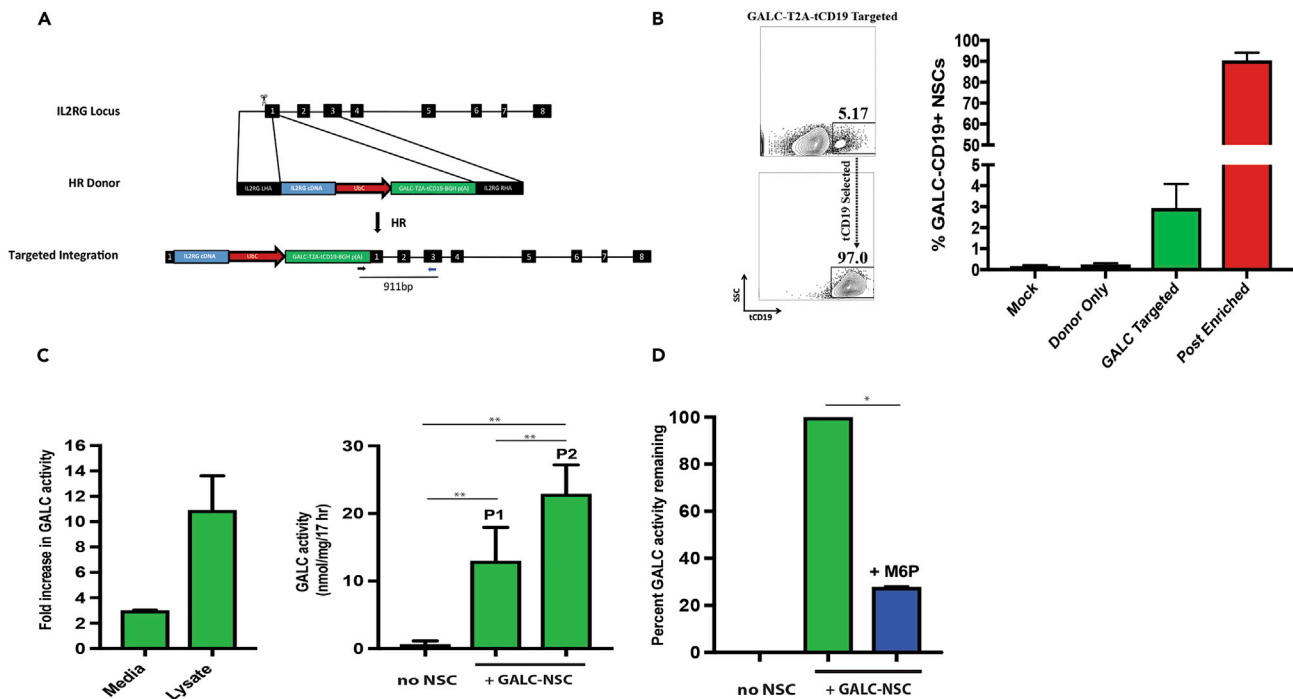 A
IL2RG Locus
1 2 3 4 5 6 7 8
HR Donor
IL2RG LHA IL2RG cDNA UbC GALC-T2A-tCD19-BGH p(A) IL2RG RHA
HR
Targeted Integration
1 IL2RG cDNA UbC GALC-T2A-tCD19-BGH p(A) 1 2 3 4 5 6 7 8
911bp
B
GALC-T2A-tCD19 Targeted
5.17
tCD19 Selected
97.0
SSC
tCD19
% GALC-CD19+ NSCs
100
90
80
70
60
50
6
5
4
3
2
1
0
Mock
Donor Only
GALC Targeted
Post Enriched
C
Fold increase in GALC activity
16
14
12
10
8
6
4
2
0
Media
Lysate
GALC activity
(nmol/mg/17 hr)
30
20
10
0
**
**
**
P1
P2
no NSC
+ GALC-NSC
D
Percent GALC activity remaining
100
80
60
40
20
0
*
+ M6P
no NSC
+ GALC-NSC